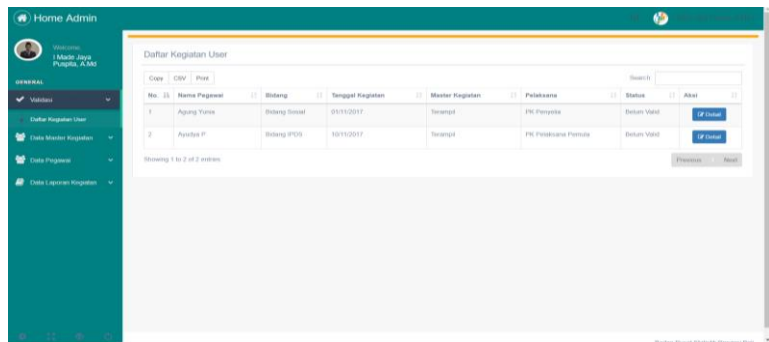 Home Admin
Welcome,
I Made Jaya
Puspita, A.Md
GENERAL
Validasi
Daftar Kegiatan User
Data Master Kegiatan
Data Pegawai
Data Laporan Kegiatan
Daftar Kegiatan User
Copy CSV Print
Search:
No. Nama Pegawai Bidang Tanggal Kegiatan Master Kegiatan Pelaksana Status Aksi
1 Agung Yunia Bidang Sosial 01/11/2017 Terampil PK Penyelia Belum Valid Detail
2 Ayudya P Bidang IPDS 10/11/2017 Terampil PK Pelaksana Pemula Belum Valid Detail
Showing 1 to 2 of 2 entries
Previous Next